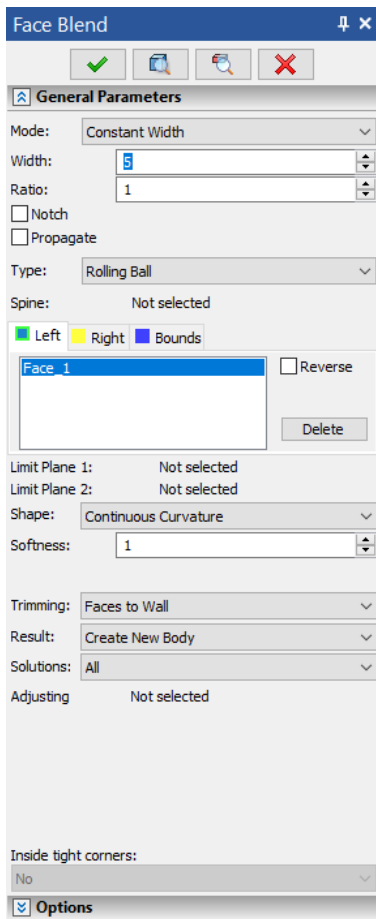 Face Blend
General Parameters
Mode: Constant Width
Width: 5
Ratio: 1
Notch
Propagate
Type: Rolling Ball
Spine: Not selected
Left Right Bounds
Face_1 Reverse
Delete
Limit Plane 1: Not selected
Limit Plane 2: Not selected
Shape: Continuous Curvature
Softness: 1
Trimming: Faces to Wall
Result: Create New Body
Solutions: All
Adjusting Not selected
Inside tight corners:
No
Options